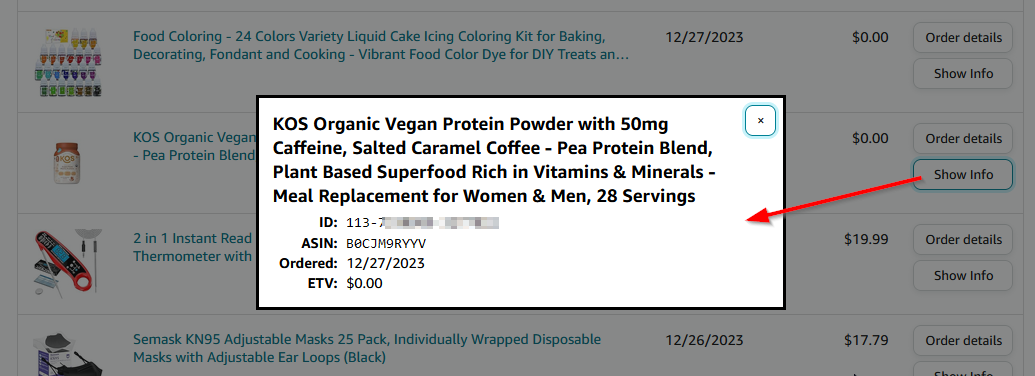 Food Coloring - 24 Colors Variety Liquid Cake Icing Coloring Kit for Baking,
Decorating, Fondant and Cooking - Vibrant Food Color Dye for DIY Treats an…
12/27/2023
$0.00
Order details
Show Info
KOS Organic Vegan
- Pea Protein Blend
$0.00
Order details
Show Info
KOS
KOS Organic Vegan Protein Powder with 50mg
Caffeine, Salted Caramel Coffee - Pea Protein Blend,
Plant Based Superfood Rich in Vitamins & Minerals -
Meal Replacement for Women & Men, 28 Servings
×
ID: 113-7
ASIN: B0CJM9RYYV
Ordered: 12/27/2023
ETV: $0.00
2 in 1 Instant Read
Thermometer with
$19.99
Order details
Show Info
Semask KN95 Adjustable Masks 25 Pack, Individually Wrapped Disposable
Masks with Adjustable Ear Loops (Black)
12/26/2023
$17.79
Order details
Show Info